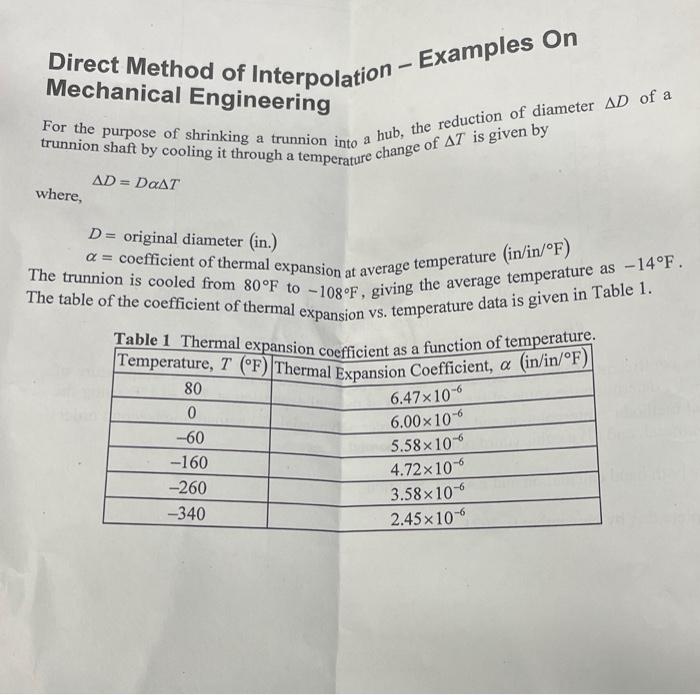 Direct Method of Interpolation – Examples On
Mechanical Engineering
For the purpose of shrinking a trunnion into a hub, the reduction of diameter ΔD of a
trunnion shaft by cooling it through a temperature change of ΔT is given by
ΔD = DαΔT
where,
D = original diameter (in.)
α = coefficient of thermal expansion at average temperature (in/in/°F)
The trunnion is cooled from 80°F to −108°F, giving the average temperature as −14°F.
The table of the coefficient of thermal expansion vs. temperature data is given in Table 1.
Table 1 Thermal expansion coefficient as a function of temperature.
Temperature, T (°F) Thermal Expansion Coefficient, α (in/in/°F)
80 6.47×10⁻⁶
0 6.00×10⁻⁶
−60 5.58×10⁻⁶
−160 4.72×10⁻⁶
−260 3.58×10⁻⁶
−340 2.45×10⁻⁶